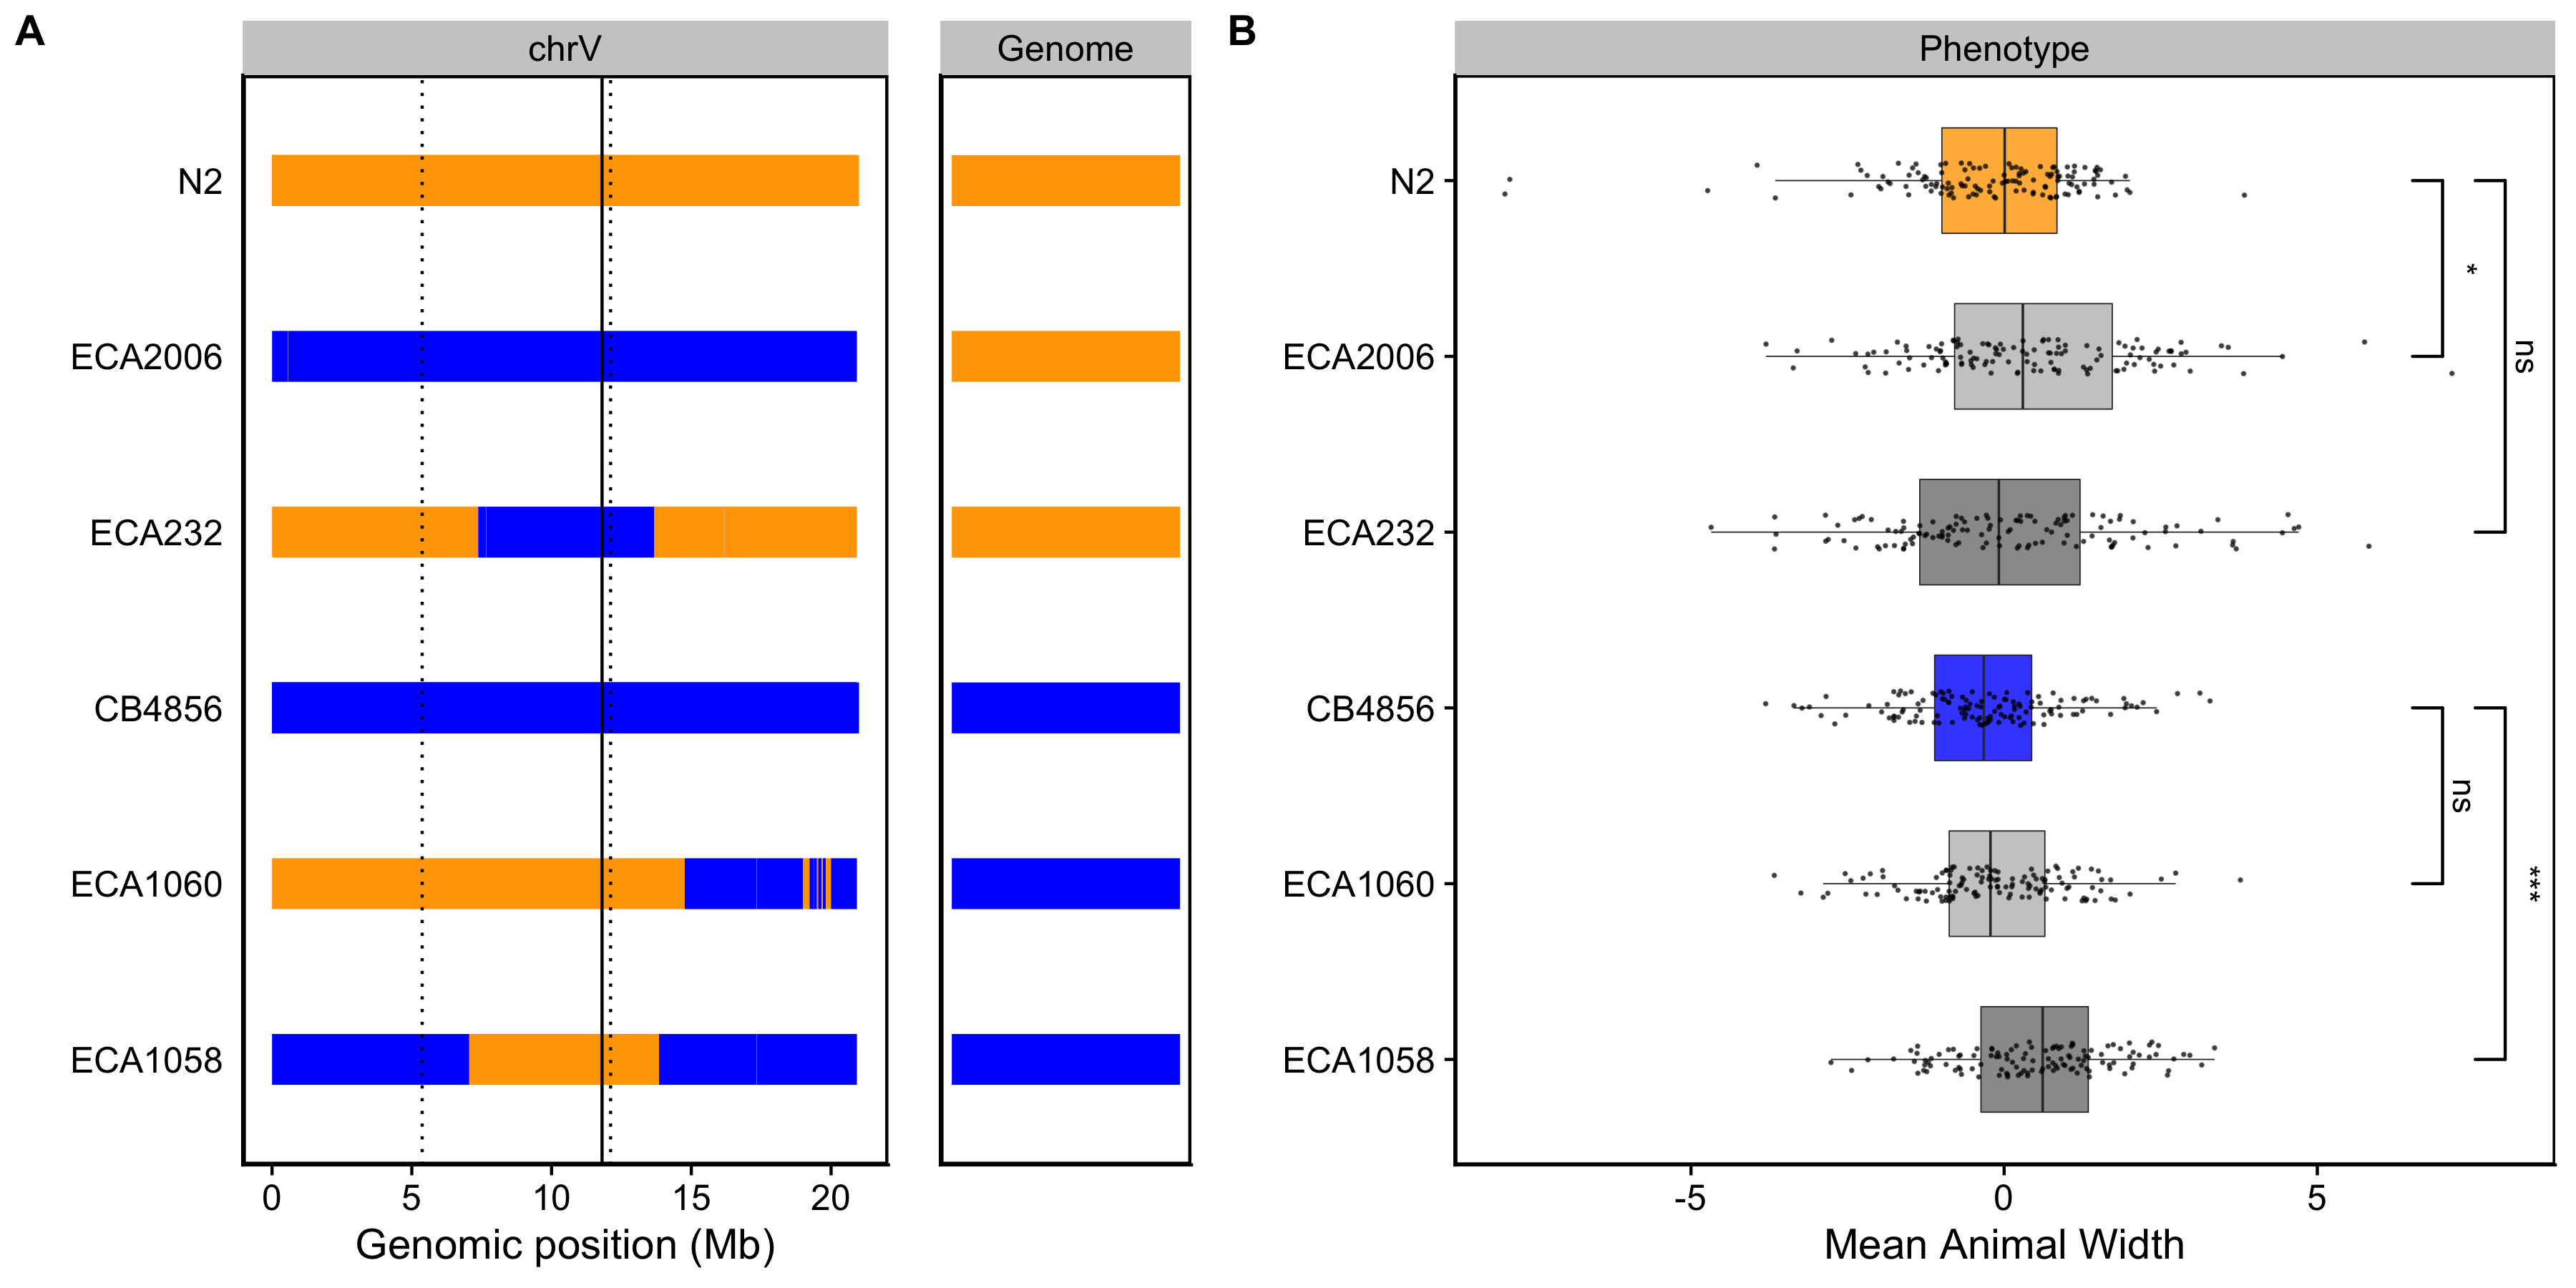 A
chrV
Genome
N2
ECA2006
ECA232
CB4856
ECA1060
ECA1058
0 5 10 15 20
Genomic position (Mb)
B
Phenotype
N2
ECA2006
ECA232
CB4856
ECA1060
ECA1058
*
ns
ns
***
-5 0 5
Mean Animal Width